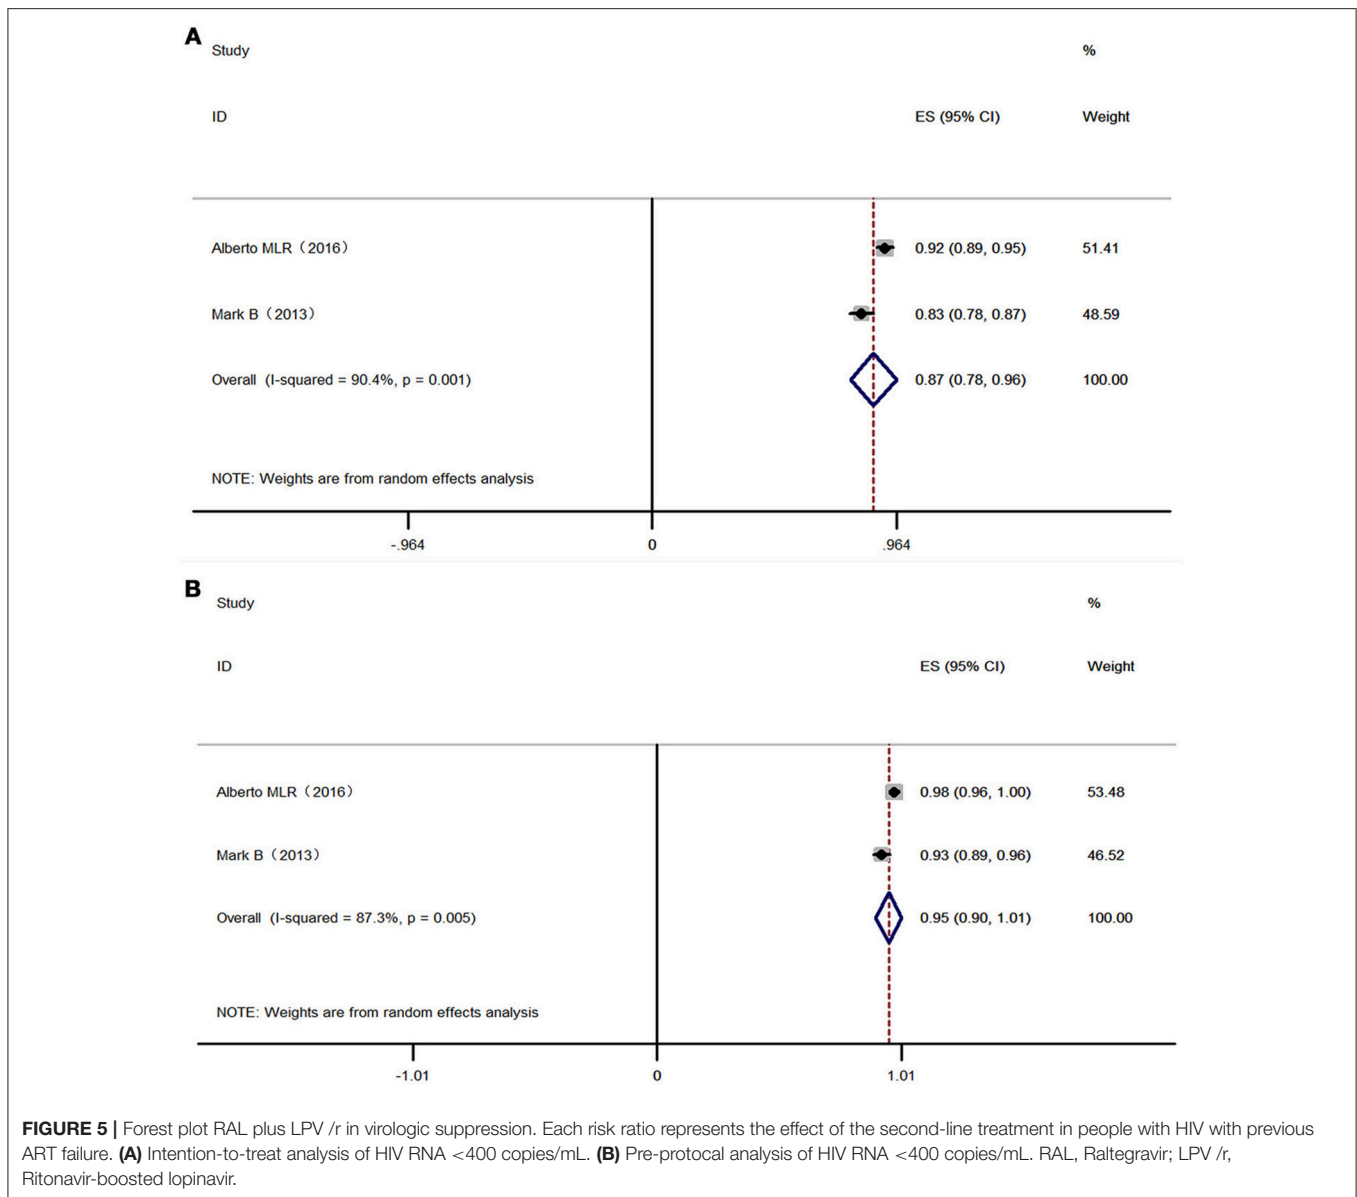 A
Study %
ID ES (95% CI) Weight
Alberto MLR（2016） 0.92 (0.89, 0.95) 51.41
Mark B（2013） 0.83 (0.78, 0.87) 48.59
Overall (I-squared = 90.4%, p = 0.001) 0.87 (0.78, 0.96) 100.00
NOTE: Weights are from random effects analysis
-.964 0 .964
B
Study %
ID ES (95% CI) Weight
Alberto MLR（2016） 0.98 (0.96, 1.00) 53.48
Mark B（2013） 0.93 (0.89, 0.96) 46.52
Overall (I-squared = 87.3%, p = 0.005) 0.95 (0.90, 1.01) 100.00
NOTE: Weights are from random effects analysis
-1.01 0 1.01
FIGURE 5 | Forest plot RAL plus LPV /r in virologic suppression. Each risk ratio represents the effect of the second-line treatment in people with HIV with previous
ART failure. (A) Intention-to-treat analysis of HIV RNA <400 copies/mL. (B) Pre-protocal analysis of HIV RNA <400 copies/mL. RAL, Raltegravir; LPV /r,
Ritonavir-boosted lopinavir.